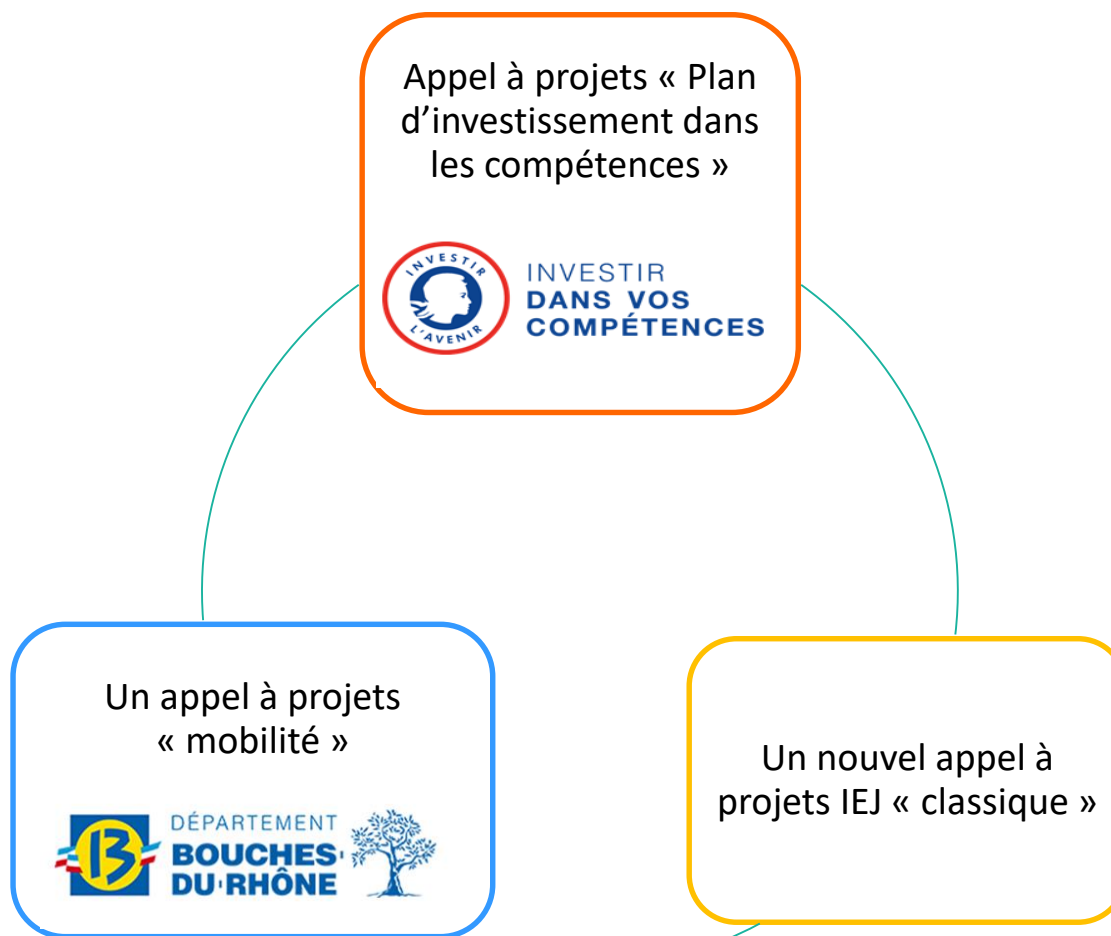 Appel à projets « Plan
d’investissement dans
les compétences »
INVESTIR
L'AVENIR
INVESTIR
DANS VOS
COMPÉTENCES
Un appel à projets
« mobilité »
13
DÉPARTEMENT
BOUCHES·
DU·RHÔNE
Un nouvel appel à
projets IEJ « classique »